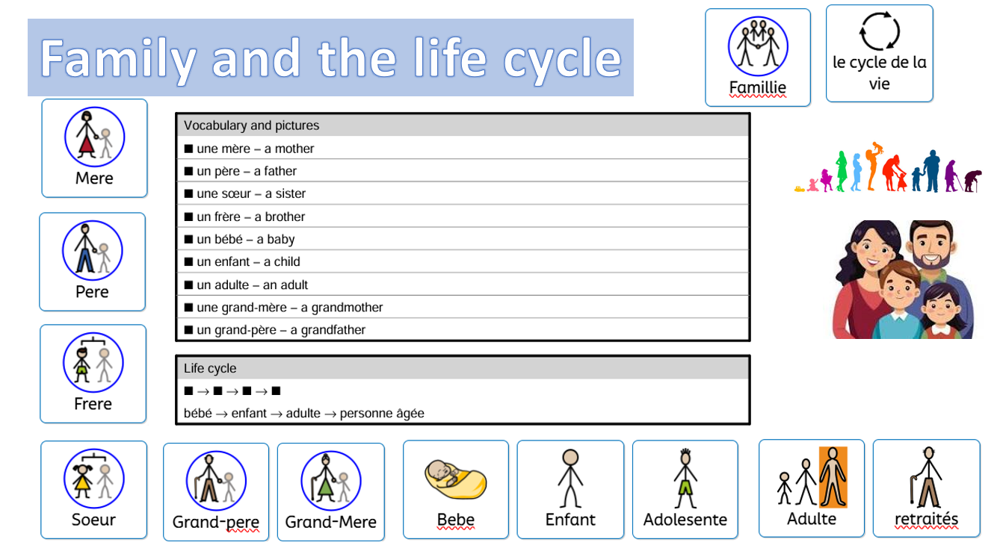 Family and the life cycle
Famillie
le cycle de la
vie
Mere
Pere
Frere
Vocabulary and pictures
■ une mère – a mother
■ un père – a father
■ une sœur – a sister
■ un frère – a brother
■ un bébé – a baby
■ un enfant – a child
■ un adulte – an adult
■ une grand-mère – a grandmother
■ un grand-père – a grandfather
Life cycle
■ → ■ → ■ → ■
bébé → enfant → adulte → personne âgée
Soeur
Grand-pere
Grand-Mere
Bebe
Enfant
Adolesente
Adulte
retraités